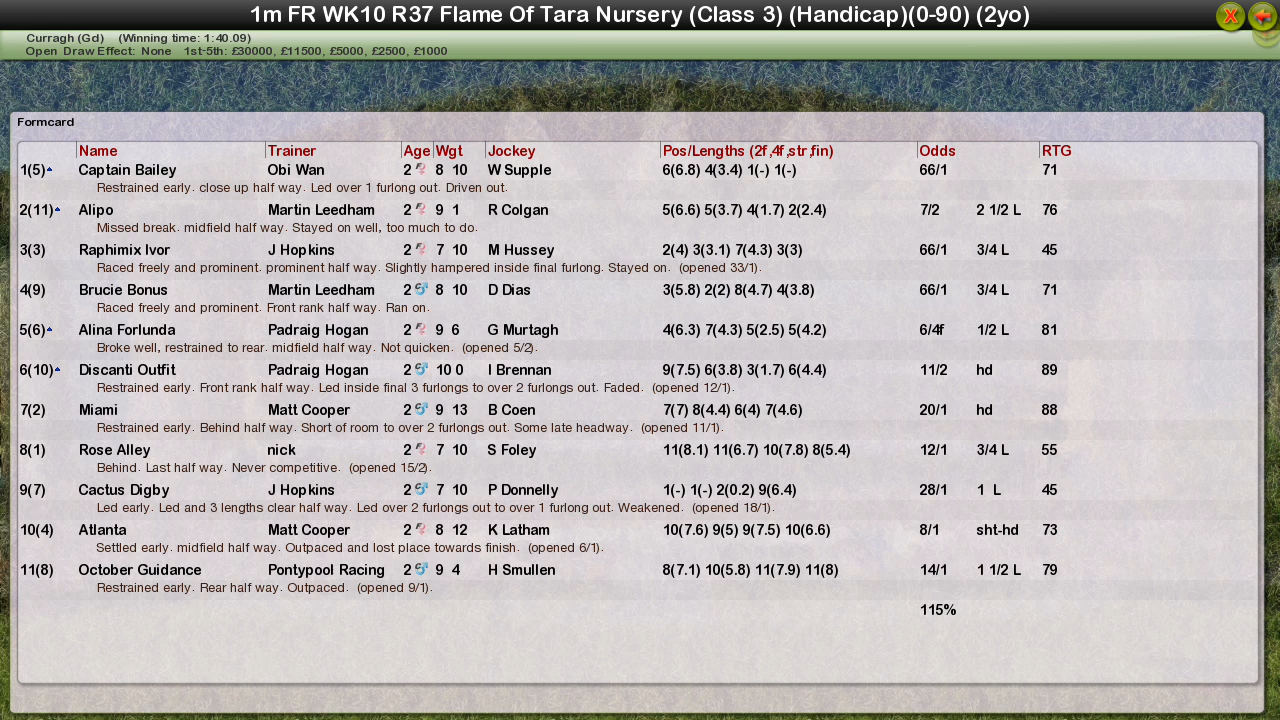 1m FR WK10 R37 Flame Of Tara Nursery (Class 3) (Handicap)(0-90) (2yo)
Curragh (Gd) (Winning time: 1:40.09)
Open Draw Effect: None 1st-5th: £30000, £11500, £5000, £2500, £1000
Formcard
Name Trainer Age Wgt Jockey Pos/Lengths (2f,4f,str,fin) Odds RTG
1(5) Captain Bailey Obi Wan 2 8 10 W Supple 6(6.8) 4(3.4) 1(-) 1(-) 66/1 71
Restrained early. close up half way. Led over 1 furlong out. Driven out.
2(11) Alipo Martin Leedham 2 9 1 R Colgan 5(6.6) 5(3.7) 4(1.7) 2(2.4) 7/2 2 1/2 L 76
Missed break. midfield half way. Stayed on well, too much to do.
3(3) Raphimix Ivor J Hopkins 2 7 10 M Hussey 2(4) 3(3.1) 7(4.3) 3(3) 66/1 3/4 L 45
Raced freely and prominent. prominent half way. Slightly hampered inside final furlong. Stayed on. (opened 33/1).
4(9) Brucie Bonus Martin Leedham 2 8 10 D Dias 3(5.8) 2(2) 8(4.7) 4(3.8) 66/1 3/4 L 71
Raced freely and prominent. Front rank half way. Ran on.
5(6) Alina Forlunda Padraig Hogan 2 9 6 G Murtagh 4(6.3) 7(4.3) 5(2.5) 5(4.2) 6/4f 1/2 L 81
Broke well, restrained to rear. midfield half way. Not quicken. (opened 5/2).
6(10) Discanti Outfit Padraig Hogan 2 10 0 I Brennan 9(7.5) 6(3.8) 3(1.7) 6(4.4) 11/2 hd 89
Restrained early. Front rank half way. Led inside final 3 furlongs to over 2 furlongs out. Faded. (opened 12/1).
7(2) Miami Matt Cooper 2 9 13 B Coen 7(7) 8(4.4) 6(4) 7(4.6) 20/1 hd 88
Restrained early. Behind half way. Short of room to over 2 furlongs out. Some late headway. (opened 11/1).
8(1) Rose Alley nick 2 7 10 S Foley 11(8.1) 11(6.7) 10(7.8) 8(5.4) 12/1 3/4 L 55
Behind. Last half way. Never competitive. (opened 15/2).
9(7) Cactus Digby J Hopkins 2 7 10 P Donnelly 1(-) 1(-) 2(0.2) 9(6.4) 28/1 1 L 45
Led early. Led and 3 lengths clear half way. Led over 2 furlongs out to over 1 furlong out. Weakened. (opened 18/1).
10(4) Atlanta Matt Cooper 2 8 12 K Latham 10(7.6) 9(5) 9(7.5) 10(6.6) 8/1 sht-hd 73
Settled early. midfield half way. Outpaced and lost place towards finish. (opened 6/1).
11(8) October Guidance Pontypool Racing 2 9 4 H Smullen 8(7.1) 10(5.8) 11(7.9) 11(8) 14/1 1 1/2 L 79
Restrained early. Rear half way. Outpaced. (opened 9/1).
115%